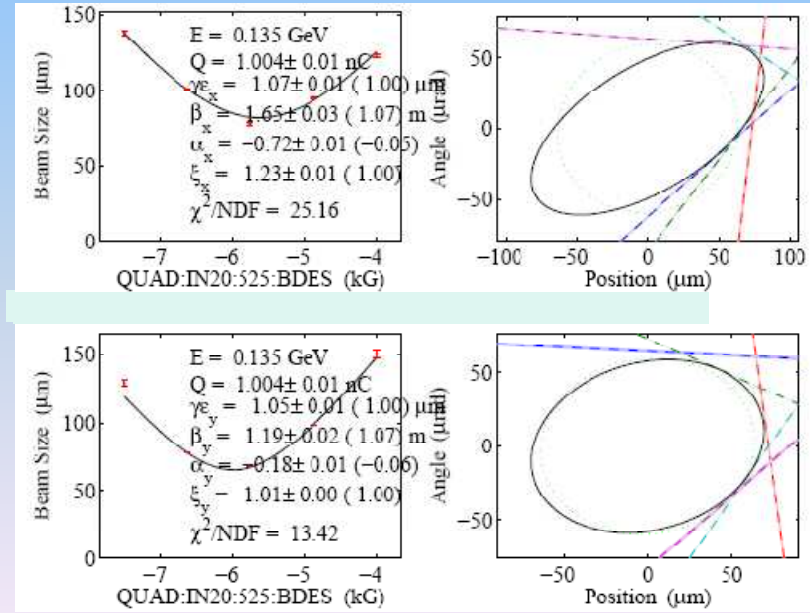 150
100
50
0
Beam Size (μm)
E = 0.135 GeV
Q = 1.004± 0.01 nC
γε_x = 1.07± 0.01 ( 1.00) μm
β_x = 1.65± 0.03 ( 1.07) m
α_x = −0.72± 0.01 (−0.05)
ξ_x = 1.23± 0.01 ( 1.00)
χ²/NDF = 25.16
−7 −6 −5 −4
QUAD:IN20:525:BDES (kG)
50
0
−50
Angle (μrad)
−100 −50 0 50 100
Position (μm)
150
100
50
0
Beam Size (μm)
E = 0.135 GeV
Q = 1.004± 0.01 nC
γε_y = 1.05± 0.01 ( 1.00) μm
β_y = 1.19± 0.02 ( 1.07) m
α_y = −0.18± 0.01 (−0.06)
ξ_y = 1.01± 0.00 ( 1.00)
χ²/NDF = 13.42
−7 −6 −5 −4
QUAD:IN20:525:BDES (kG)
50
0
−50
Angle (μrad)
−50 0 50
Position (μm)